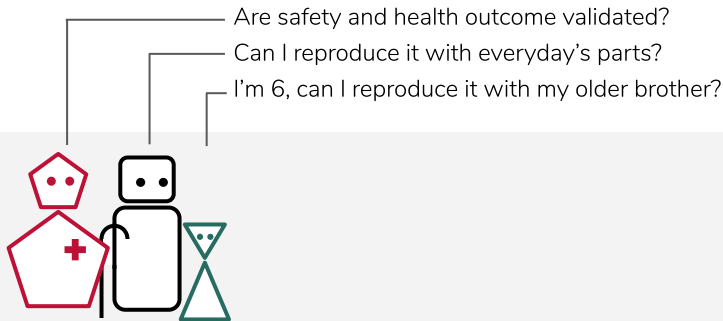 Are safety and health outcome validated?
Can I reproduce it with everyday's parts?
I'm 6, can I reproduce it with my older brother?